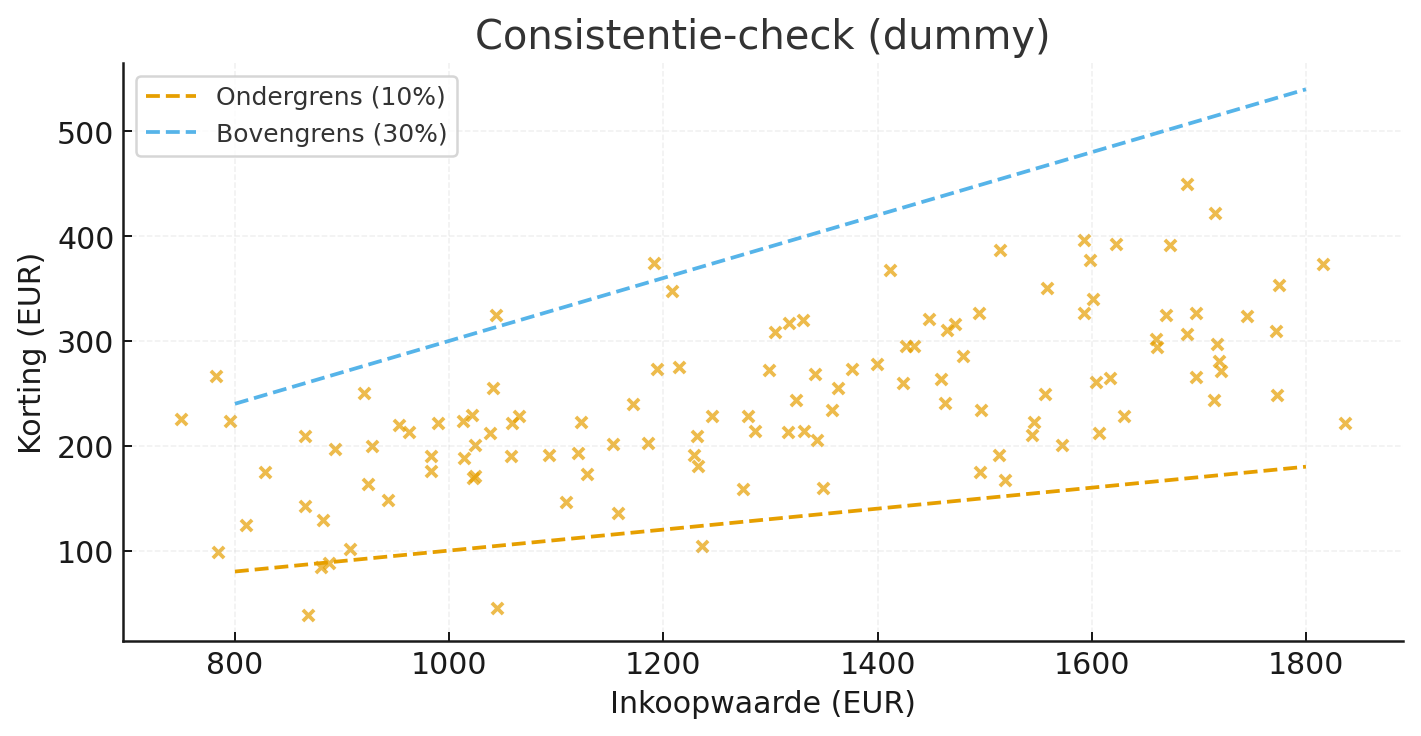 Consistentie-check (dummy)
Ondergrens (10%)
Bovengrens (30%)
Korting (EUR)
500
400
300
200
100
800 1000 1200 1400 1600 1800
Inkoopwaarde (EUR)